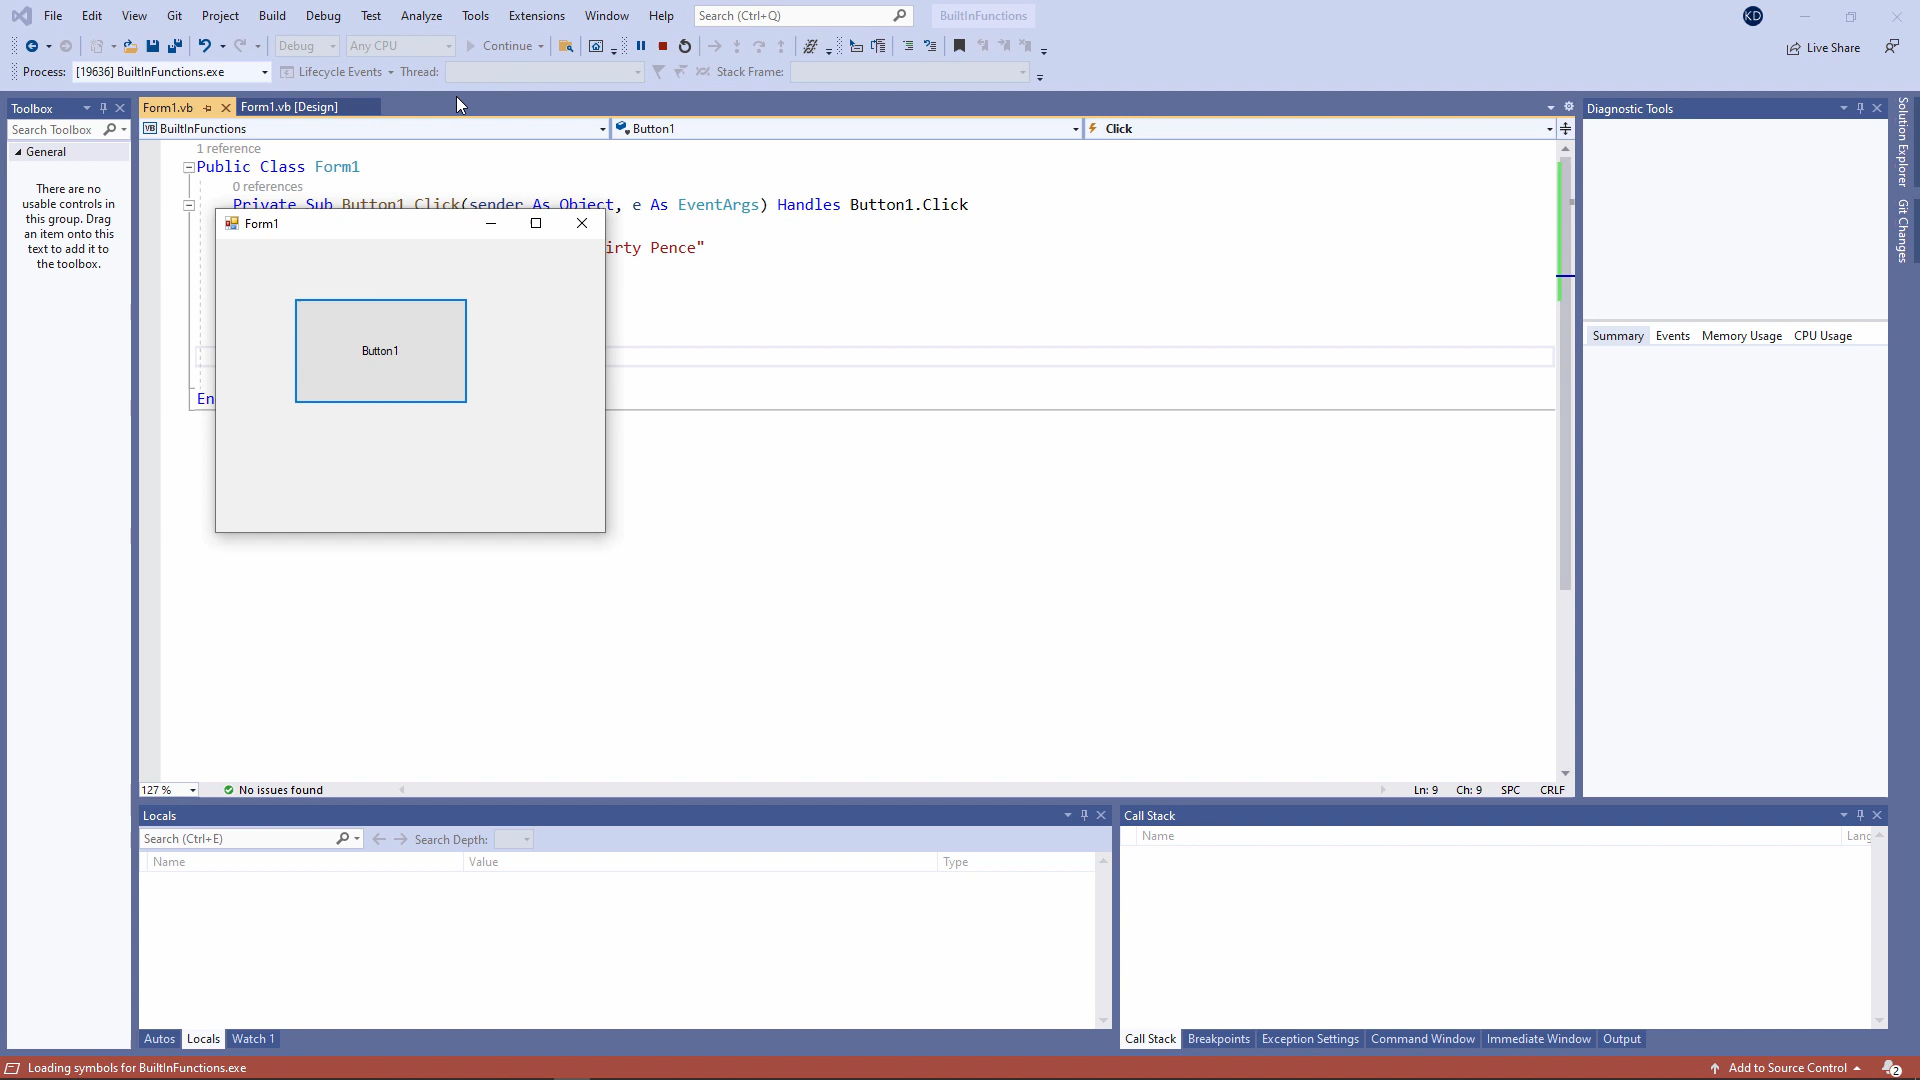 File Edit View Git Project Build Debug Test Analyze Tools Extensions Window Help Search (Ctrl+Q) BuiltInFunctions KD
Debug Any CPU Continue Live Share
Process: [19636] BuiltInFunctions.exe Lifecycle Events Thread: Stack Frame:
Toolbox Form1.vb Form1.vb [Design] Diagnostic Tools
Search Toolbox VB BuiltInFunctions Button1 Click
General
There are no
usable controls in
this group. Drag
an item onto this
text to add it to
the toolbox.
1 reference
Public Class Form1
0 references
Private Sub Button1_Click(sender As Object, e As EventArgs) Handles Button1.Click
irty Pence"
En
Form1
Button1
Summary Events Memory Usage CPU Usage
Solution Explorer
Git Changes
127 % No issues found Ln: 9 Ch: 9 SPC CRLF
Locals
Search (Ctrl+E) Search Depth:
Name Value Type
Autos Locals Watch 1
Call Stack
Name Lang
Call Stack Breakpoints Exception Settings Command Window Immediate Window Output
Loading symbols for BuiltInFunctions.exe Add to Source Control 2